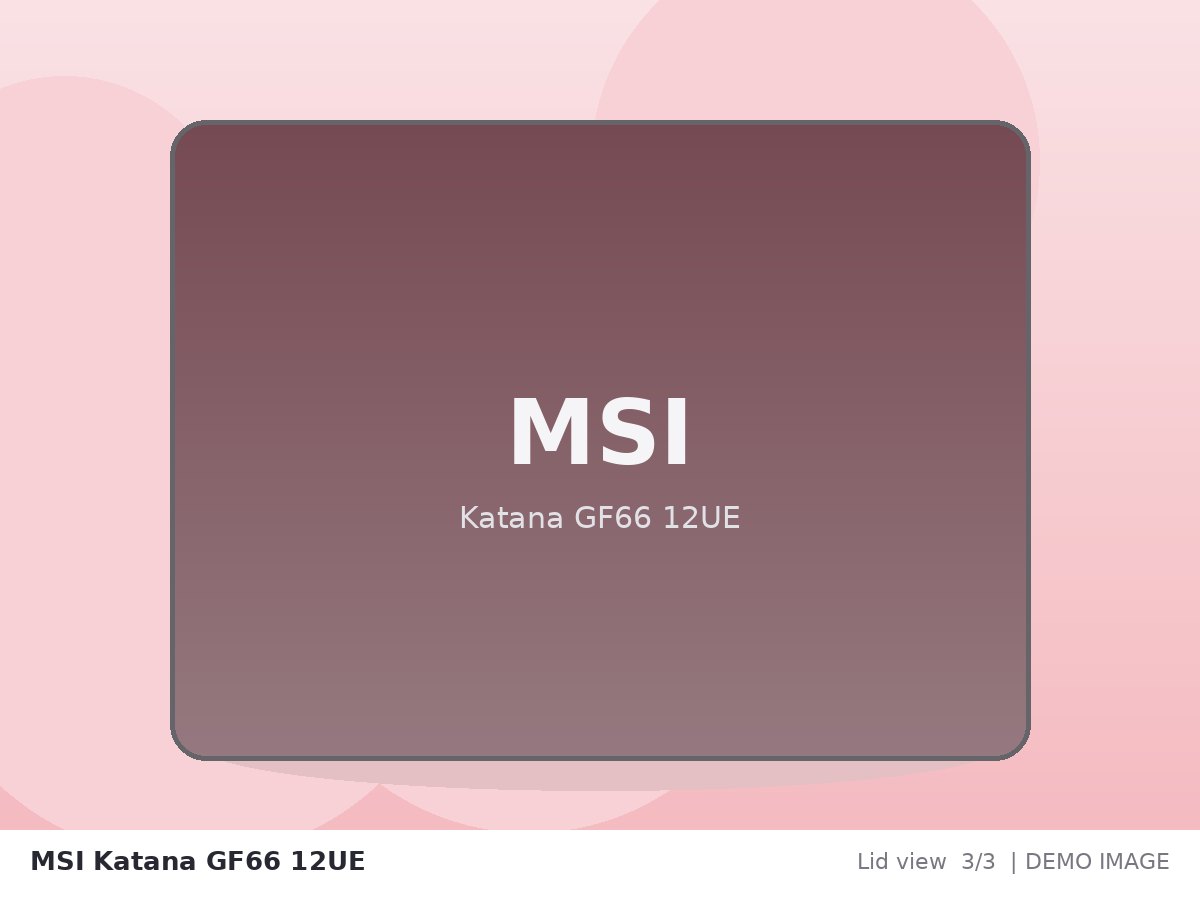 MSI
Katana GF66 12UE
MSI Katana GF66 12UE
Lid view  3/3  | DEMO IMAGE